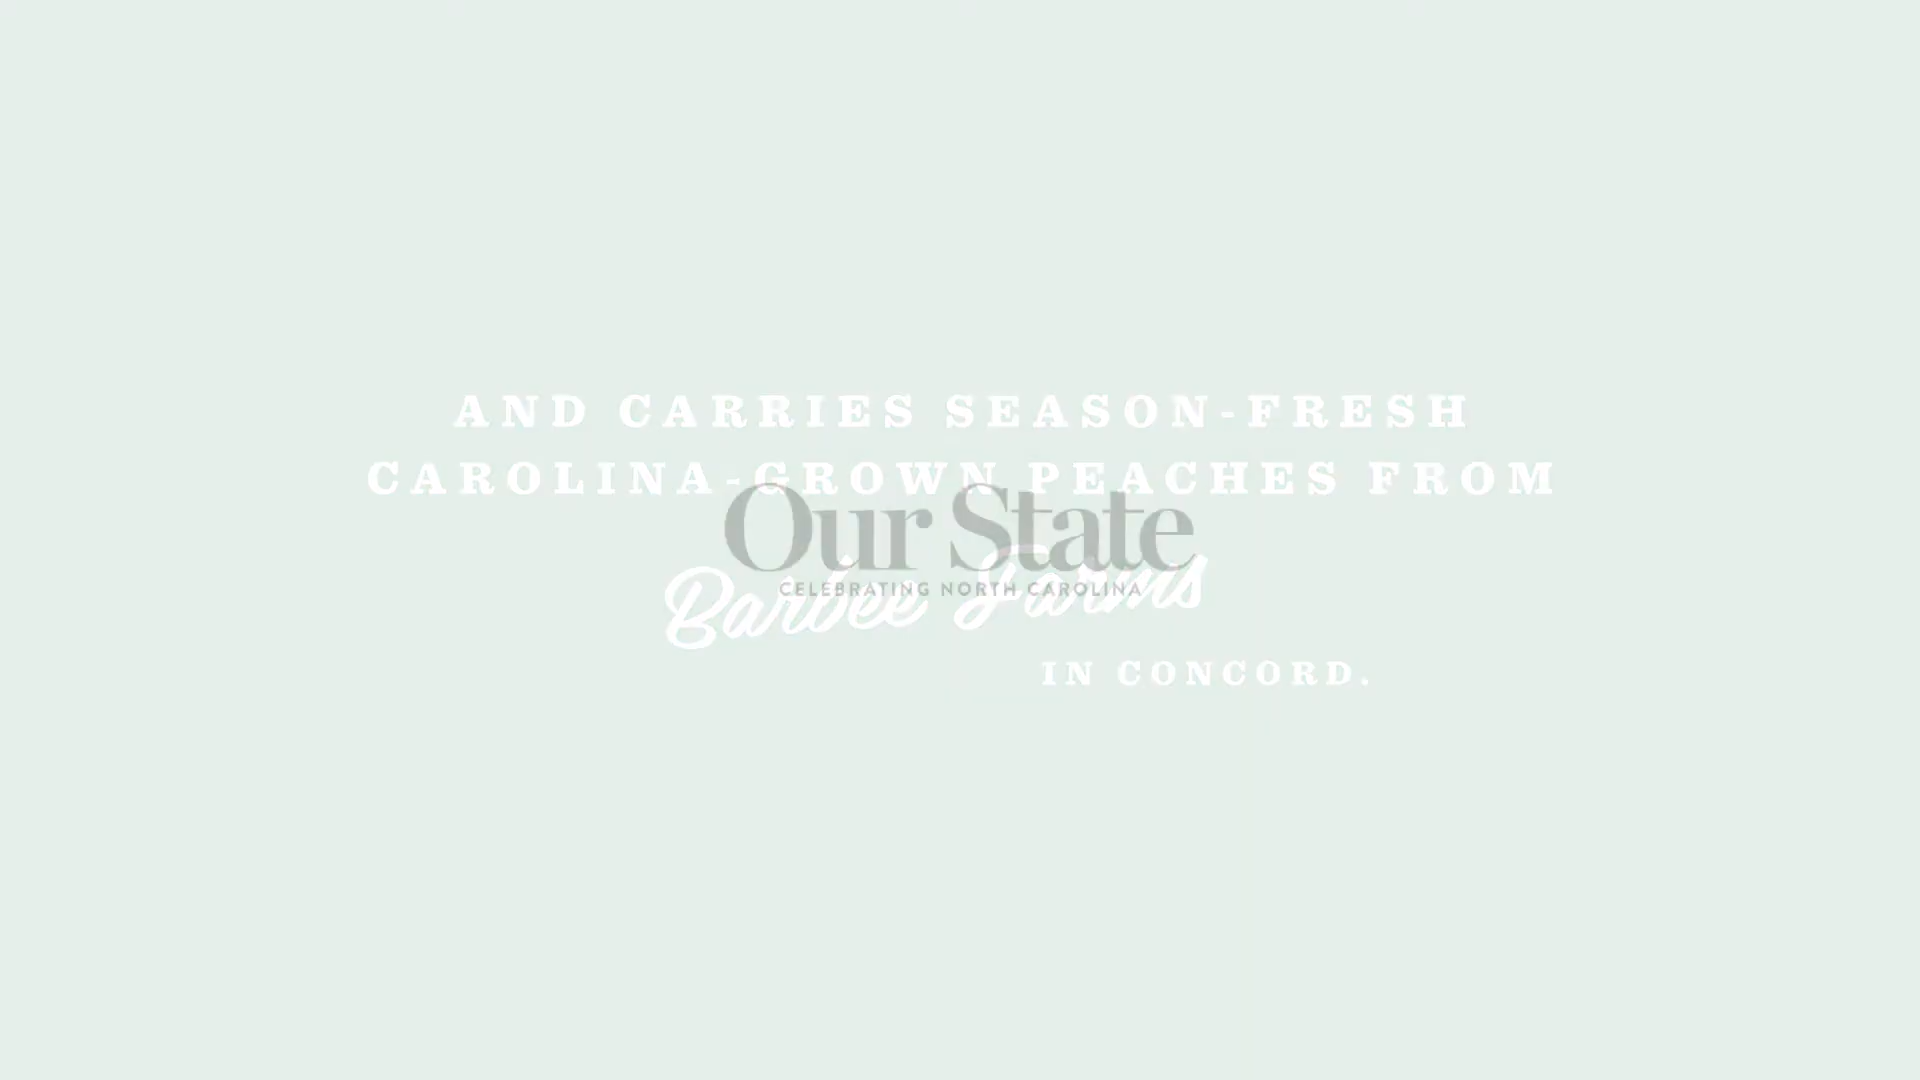 AND CARRIES SEASON-FRESH
CAROLINA-GROWN PEACHES FROM
Our State
CELEBRATING NORTH CAROLINA
Barbee Farms
IN CONCORD.